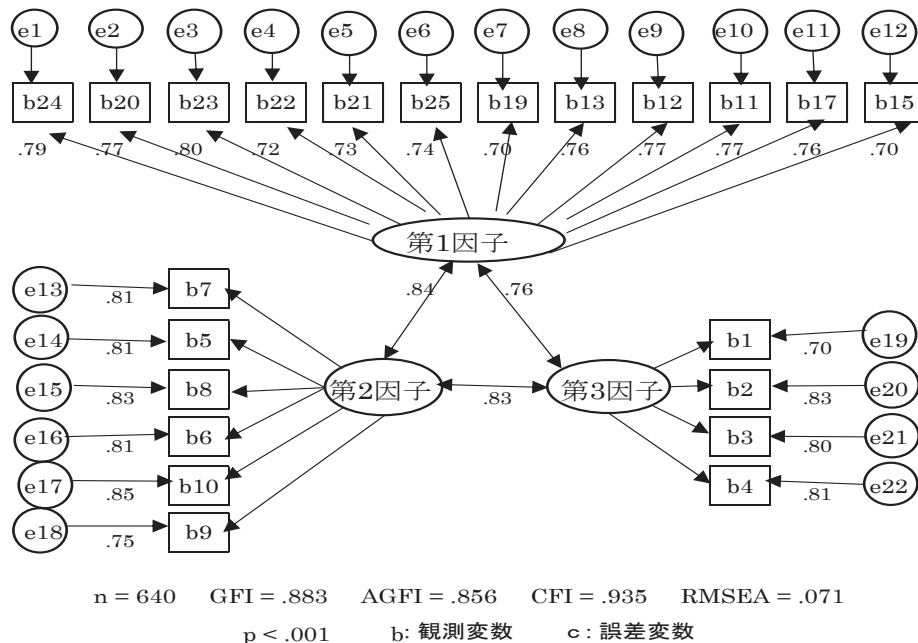 e1 e2 e3 e4 e5 e6 e7 e8 e9 e10 e11 e12
b24 b20 b23 b22 b21 b25 b19 b13 b12 b11 b17 b15
.79 .77 .80 .72 .73 .74 .70 .76 .77 .77 .76 .70
第1因子
.84 .76
e13 .81 b7
e14 .81 b5
e15 .83 b8
e16 .81 b6
e17 .85 b10
e18 .75 b9
第2因子 .83 第3因子
b1 .70 e19
b2 .83 e20
b3 .80 e21
b4 .81 e22
n = 640 GFI = .883 AGFI = .856 CFI = .935 RMSEA = .071
p < .001 b: 観測変数 c : 誤差変数